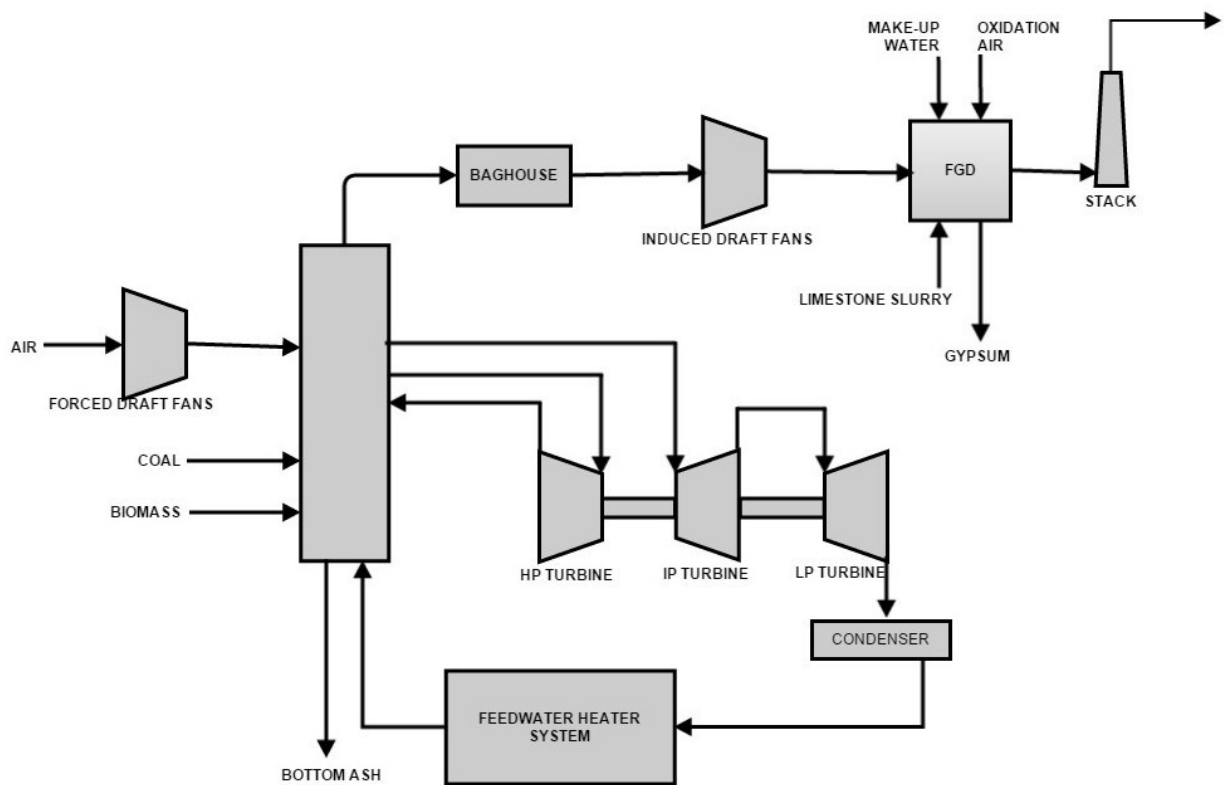 MAKE-UP
WATER
OXIDATION
AIR
BAGHOUSE
FGD
STACK
INDUCED DRAFT FANS
LIMESTONE SLURRY
GYPSUM
AIR
FORCED DRAFT FANS
COAL
BIOMASS
HP TURBINE
IP TURBINE
LP TURBINE
CONDENSER
FEEDWATER HEATER
SYSTEM
BOTTOM ASH